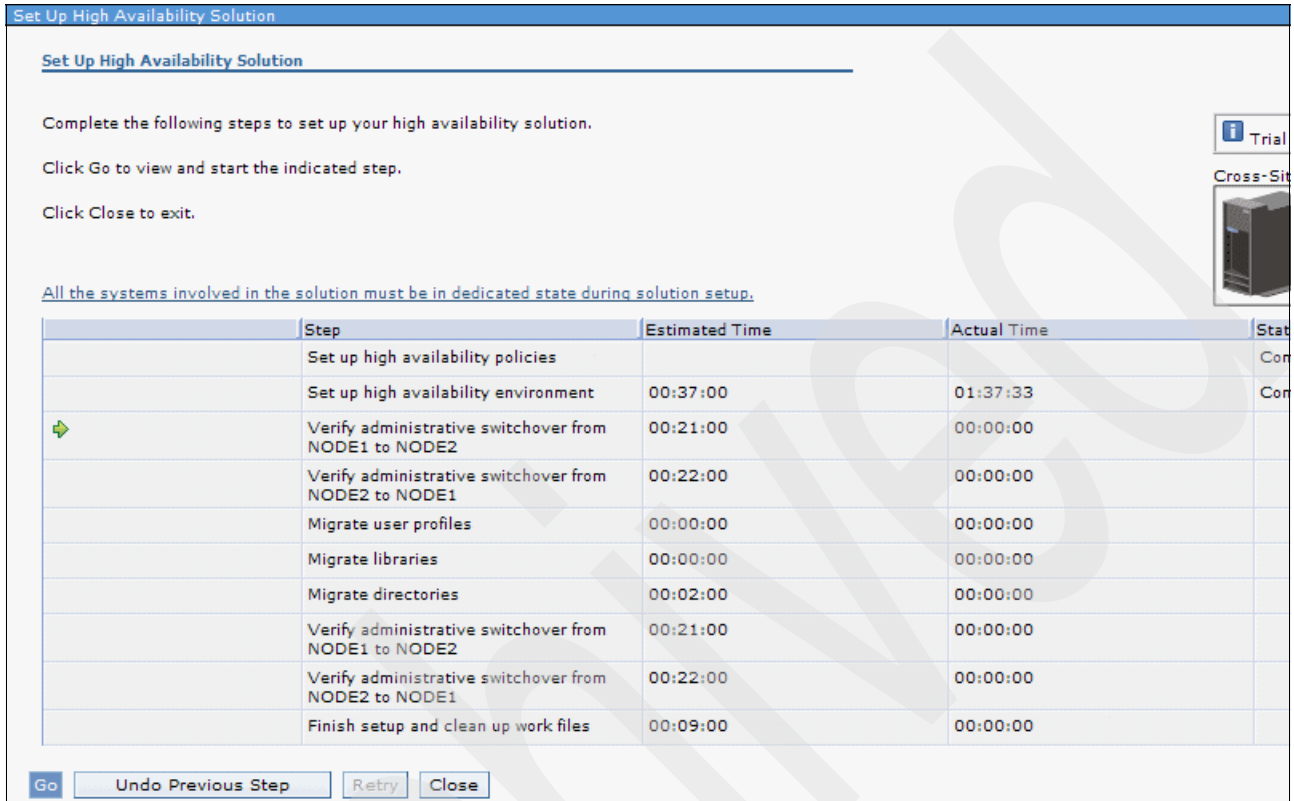 Set Up High Availability Solution
Set Up High Availability Solution
Complete the following steps to set up your high availability solution.
Click Go to view and start the indicated step.
Click Close to exit.
Trial
Cross-Sit
All the systems involved in the solution must be in dedicated state during solution setup.
Step Estimated Time Actual Time Stat
Set up high availability policies Com
Set up high availability environment 00:37:00 01:37:33 Com
Verify administrative switchover from 00:21:00 00:00:00
NODE1 to NODE2
Verify administrative switchover from 00:22:00 00:00:00
NODE2 to NODE1
Migrate user profiles 00:00:00 00:00:00
Migrate libraries 00:00:00 00:00:00
Migrate directories 00:02:00 00:00:00
Verify administrative switchover from 00:21:00 00:00:00
NODE1 to NODE2
Verify administrative switchover from 00:22:00 00:00:00
NODE2 to NODE1
Finish setup and clean up work files 00:09:00 00:00:00
Go Undo Previous Step Retry Close